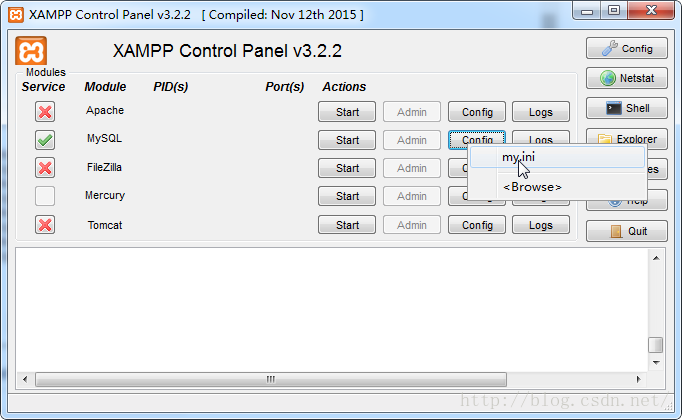 XAMPP Control Panel v3.2.2 [ Compiled: Nov 12th 2015 ]
XAMPP Control Panel v3.2.2
Config
Modules
Service Module PID(s) Port(s) Actions
Netstat
Apache Start Admin Config Logs
Shell
MySQL Start Admin Config Logs
Explorer
my.ini
FileZilla Start Admin
<Browse>
Mercury Start Admin Config Logs
Help
Tomcat Start Admin Config Logs
Quit
http://blog.csdn.net/